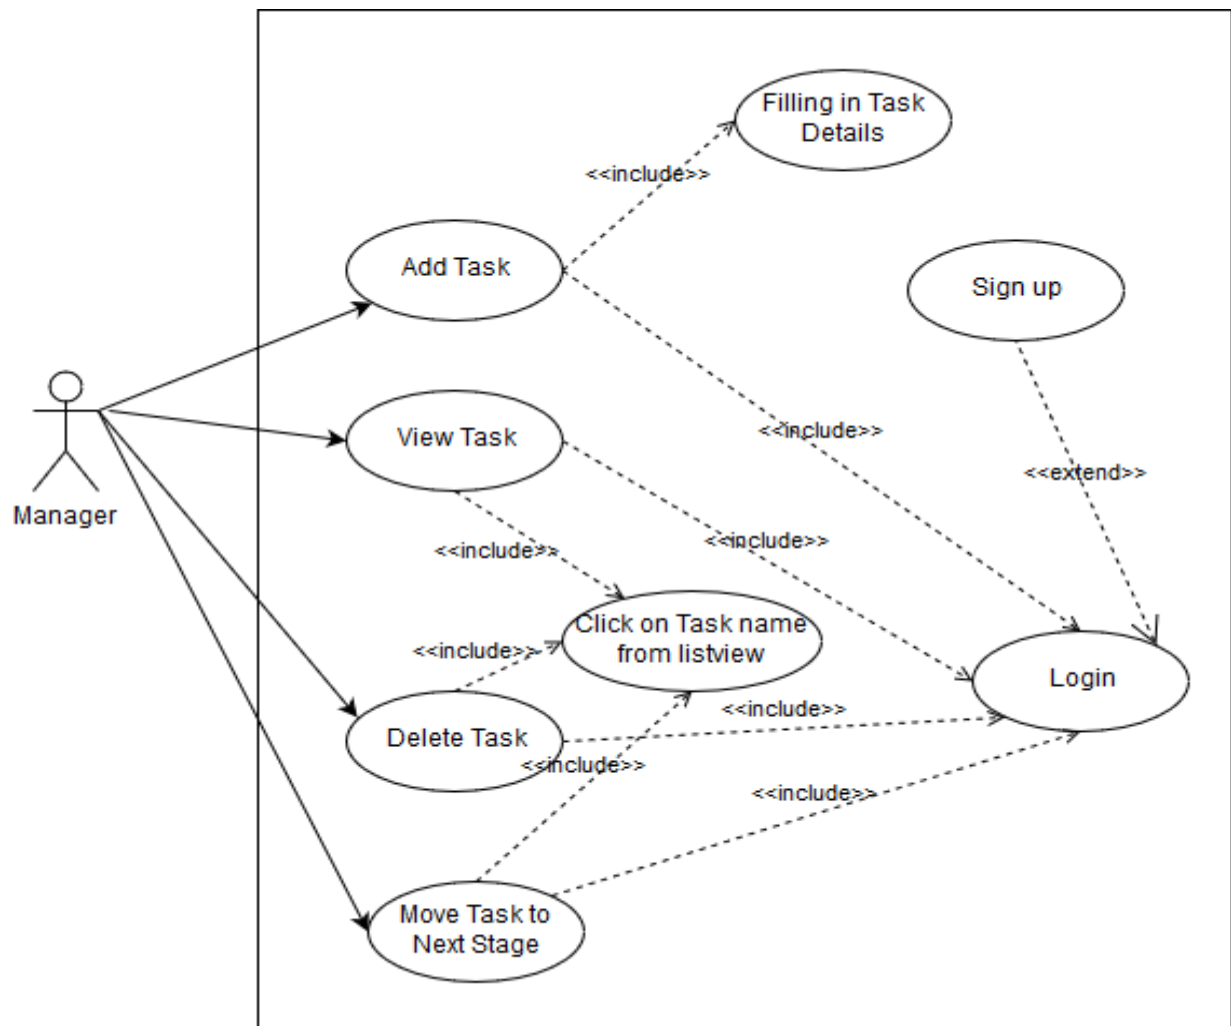 Filling in Task
Details
<<include>>
Add Task
Sign up
<<include>>
View Task
<<extend>>
Manager
<<include>>
<<include>>
Click on Task name
from listview
<<include>>
Login
<<include>>
Delete Task
<<include>>
<<include>>
Move Task to
Next Stage